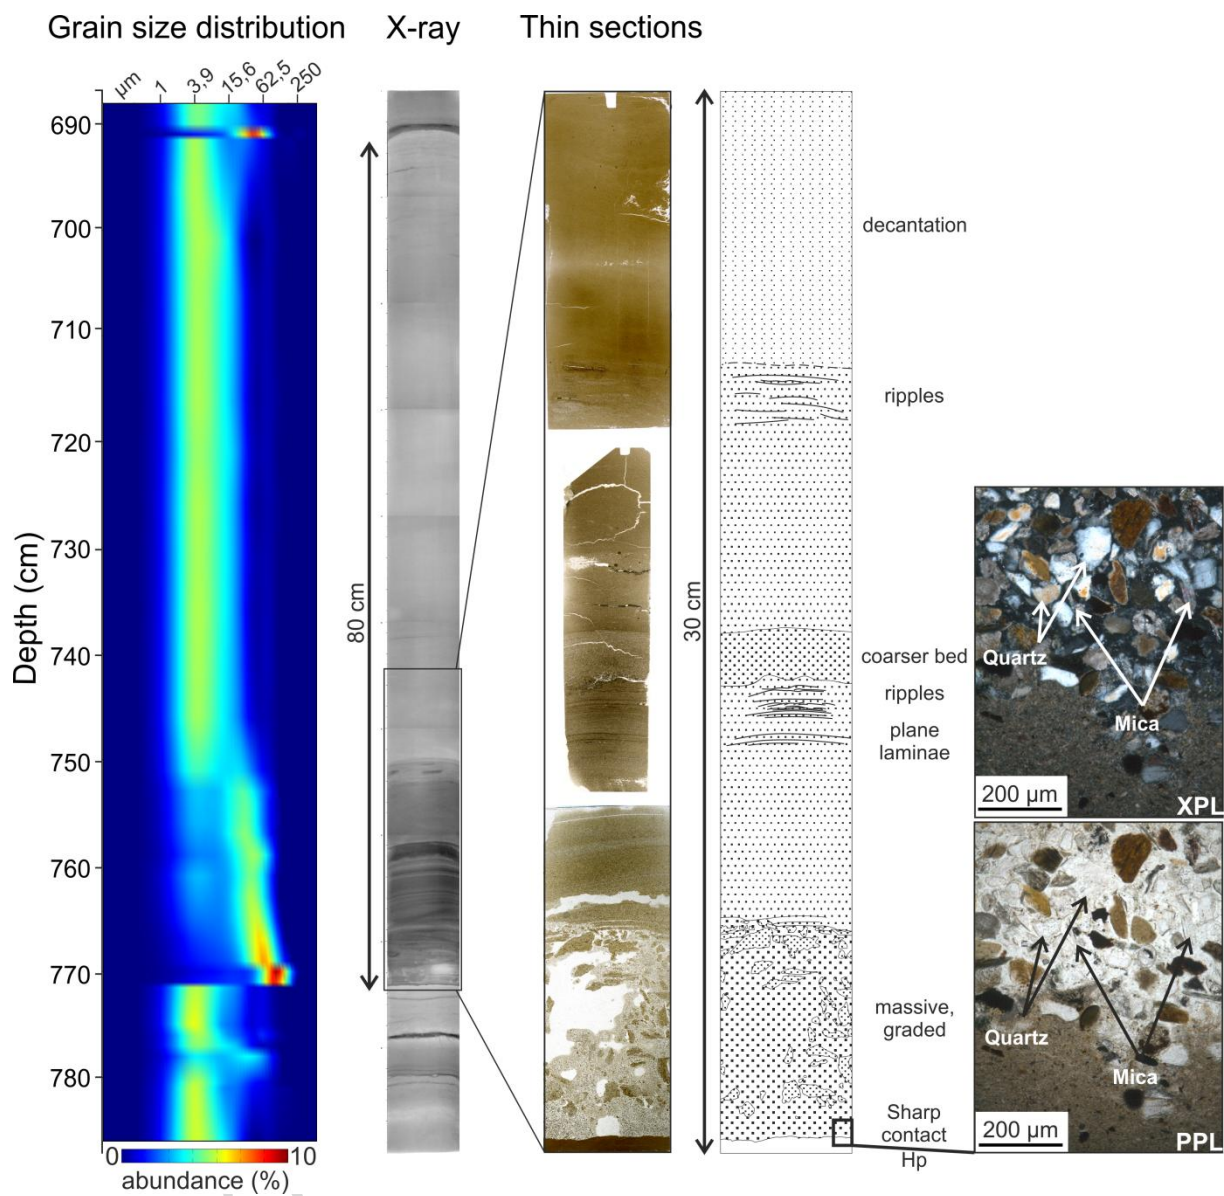 Grain size distribution
X-ray
Thin sections
µm
1
3,9
15,6
62,5
250
Depth (cm)
690
700
710
720
730
740
750
760
770
780
0
10
abundance (%)
80 cm
30 cm
decantation
ripples
coarser bed
ripples
plane
laminae
massive,
graded
Sharp
contact
Hp
Quartz
Mica
200 µm
XPL
Quartz
Mica
200 µm
PPL